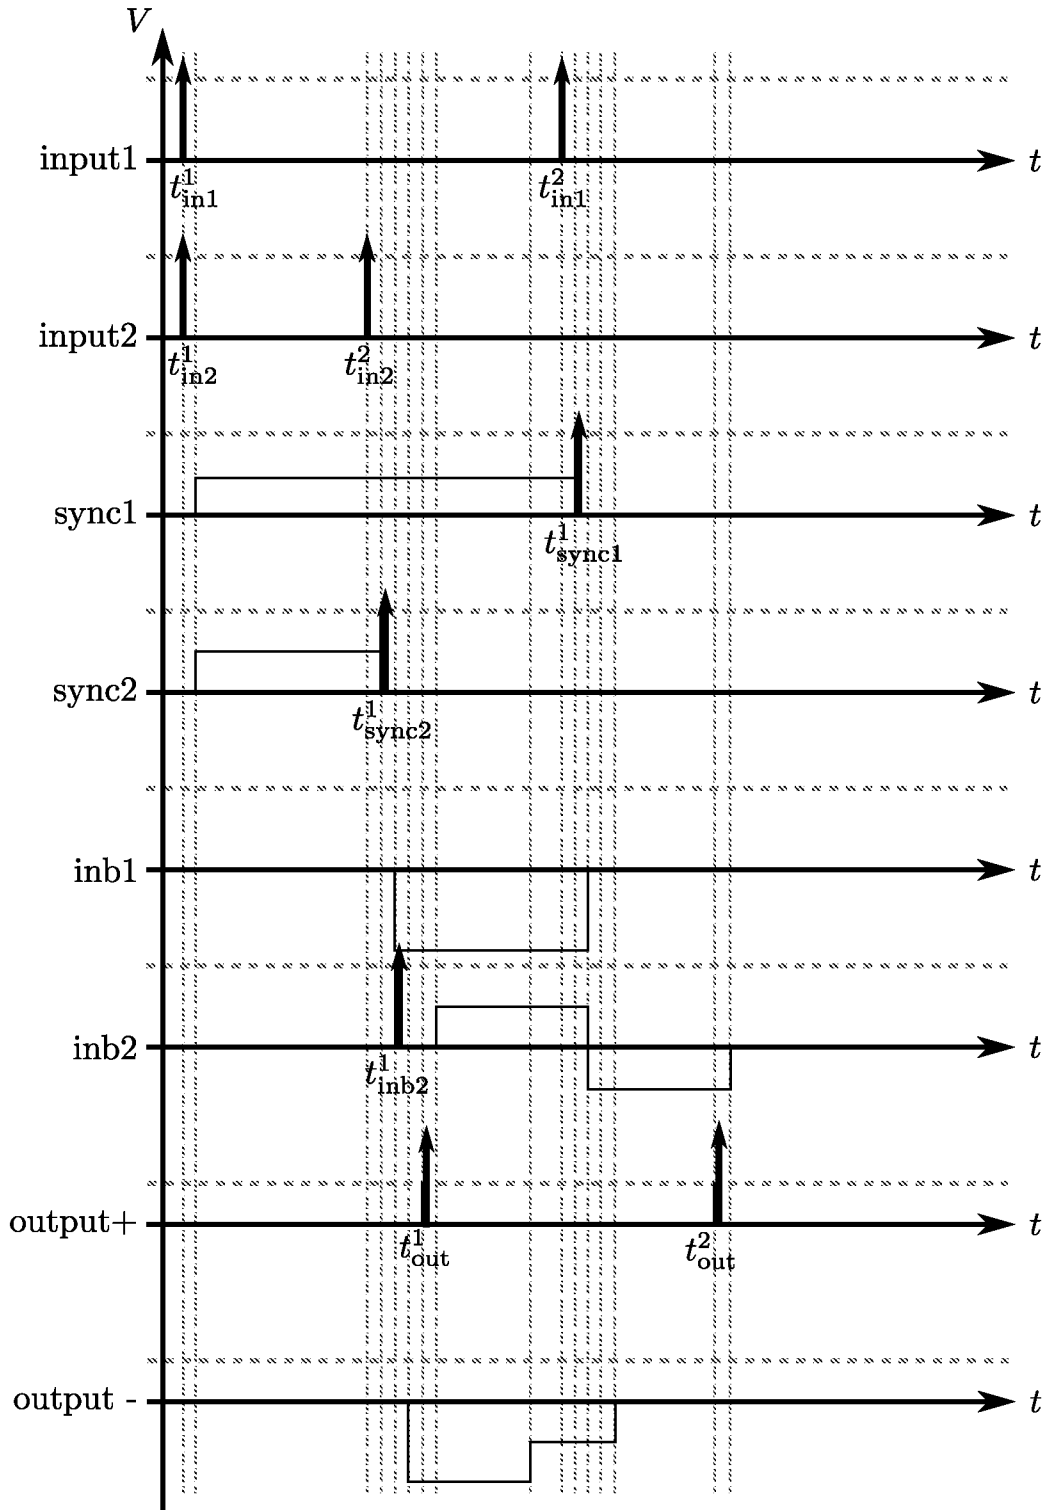 V
input1 t
t¹in1 t²in1
input2 t
t¹in2 t²in2
sync1 t
t¹sync1
sync2 t
t¹sync2
inb1 t
inb2 t
t¹inb2
output+ t
t¹out t²out
output - t